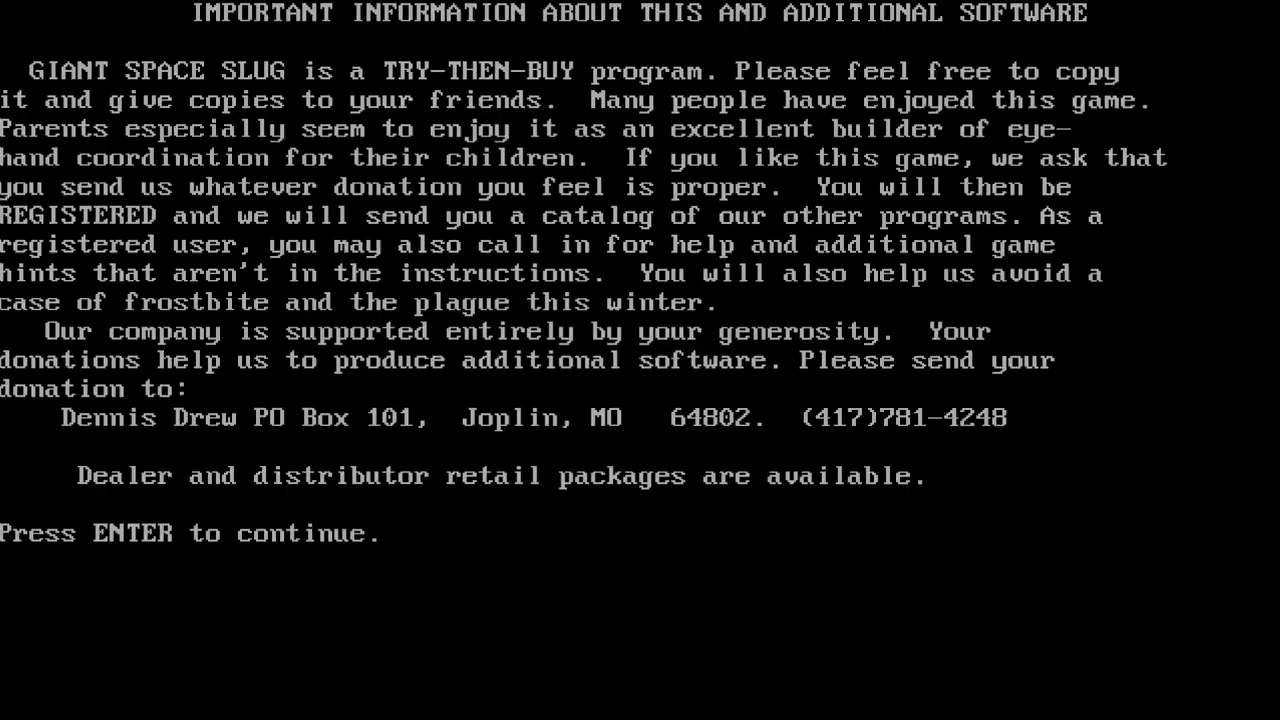 IMPORTANT INFORMATION ABOUT THIS AND ADDITIONAL SOFTWARE
GIANT SPACE SLUG is a TRY-THEN-BUY program. Please feel free to copy
it and give copies to your friends.  Many people have enjoyed this game.
Parents especially seem to enjoy it as an excellent builder of eye-
hand coordination for their children.  If you like this game, we ask that
you send us whatever donation you feel is proper.  You will then be
REGISTERED and we will send you a catalog of our other programs. As a
registered user, you may also call in for help and additional game
hints that aren't in the instructions.  You will also help us avoid a
case of frostbite and the plague this winter.
Our company is supported entirely by your generosity.  Your
donations help us to produce additional software. Please send your
donation to:
Dennis Drew PO Box 101,  Joplin, MO   64802.  (417)781-4248
Dealer and distributor retail packages are available.
Press ENTER to continue.